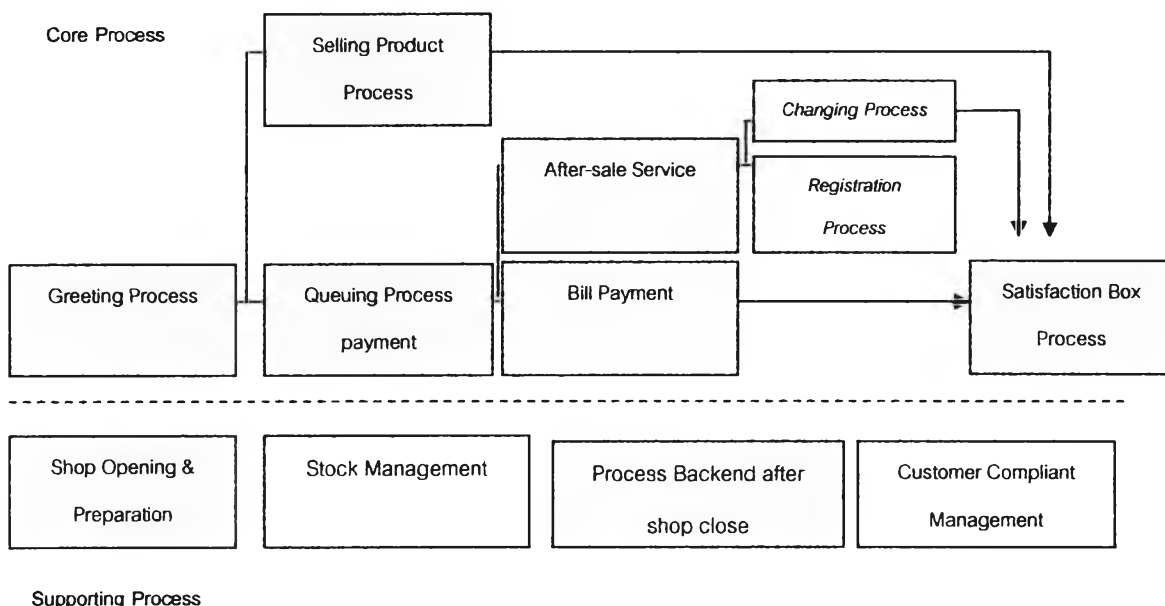 Core Process
Selling Product
Process
Changing Process
After-sale Service
Registration
Process
Greeting Process
Queuing Process
payment
Bill Payment
Satisfaction Box
Process
Shop Opening &
Preparation
Stock Management
Process Backend after
shop close
Customer Compliant
Management
Supporting Process